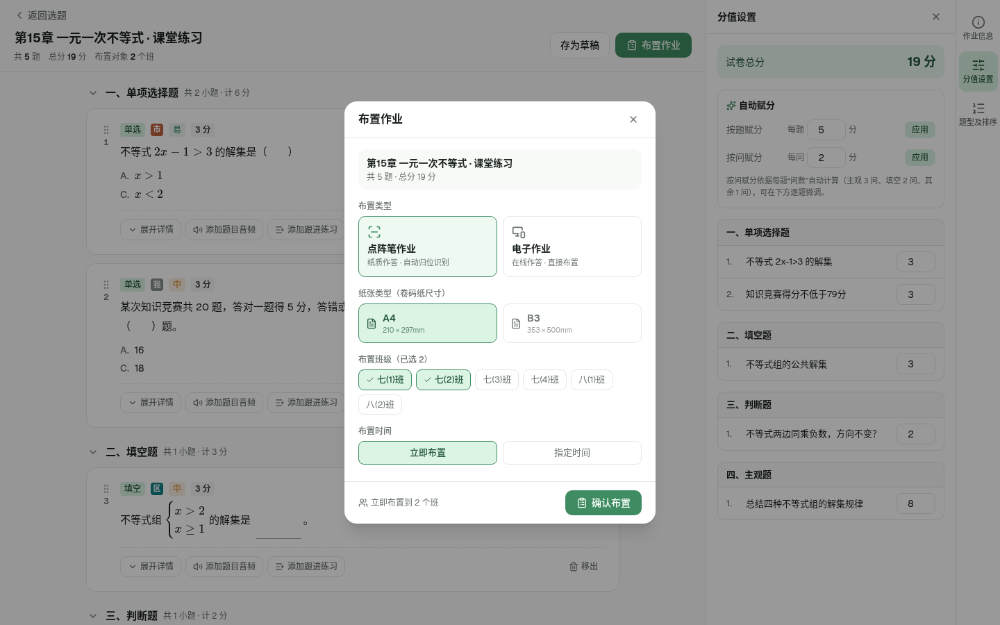 返回选题
第15章 一元一次不等式 · 课堂练习
共 5 题 总分 19 分 布置对象 2 个班
存为草稿
布置作业
一、单项选择题 共 2 小题 · 计 6 分
1
单选 市 易 3 分
不等式 2x − 1 > 3 的解集是（　　）
A. x > 1
C. x < 2
展开详情 添加题目音频 添加跟进练习
2
单选 我 中 3 分
某次知识竞赛共 20 题，答对一题得 5 分，答错或
（　　）题。
A. 16
C. 18
展开详情 添加题目音频 添加跟进练习
二、填空题 共 1 小题 · 计 3 分
3
填空 区 中 3 分
不等式组 { x > 2
x ≥ 1 的解集是 ________ 。
展开详情 添加题目音频 添加跟进练习 移出
三、判断题 共 1 小题 · 计 2 分
布置作业
第15章 一元一次不等式 · 课堂练习
共 5 题 · 总分 19 分
布置类型
点阵笔作业
纸质作答 · 自动归位识别
电子作业
在线作答 · 直接布置
纸张类型（卷码纸尺寸）
A4
210 × 297mm
B3
353 × 500mm
布置班级（已选 2）
七(1)班 七(2)班 七(3)班 七(4)班 八(1)班
八(2)班
布置时间
立即布置 指定时间
立即布置到 2 个班
确认布置
分值设置
试卷总分 19 分
自动赋分
按题赋分 每题 5 分 应用
按问赋分 每问 2 分 应用
按问赋分依据每题“问数”自动计算（主观 3 问、填空 2 问、其
余 1 问），可在下方逐题微调。
一、单项选择题
1. 不等式 2x-1>3 的解集 3
2. 知识竞赛得分不低于79分 3
二、填空题
1. 不等式组的公共解集 3
三、判断题
1. 不等式两边同乘负数，方向不变？ 2
四、主观题
1. 总结四种不等式组的解集规律 8
作业信息
分值设置
题型及排序